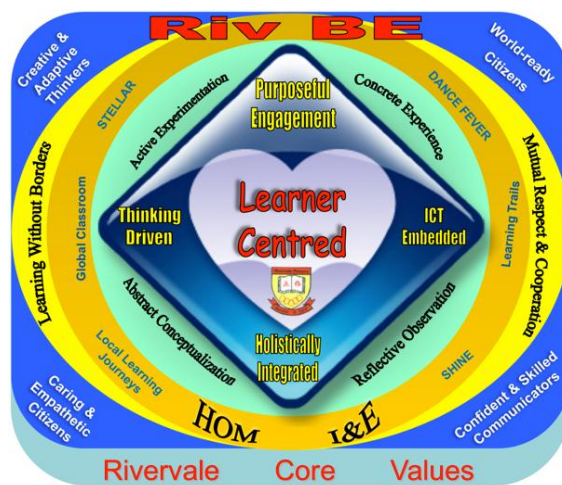 Riv BE
Creative &
Adaptive
Thinkers
World-ready
Citizens
STELLAR
DANCE FEVER
Active Experimentation
Concrete Experience
Purposeful
Engagement
Learning Without Borders
Global Classroom
Thinking
Driven
Learner
Centred
ICT
Embedded
Learning Trails
Mutual Respect & Cooperation
Abstract Conceptualization
Holistically
Integrated
Reflective Observation
Local Learning
Journeys
SHINE
Caring &
Empathetic
Citizens
HOM
I&E
Confident & Skilled
Communicators
Rivervale Core Values